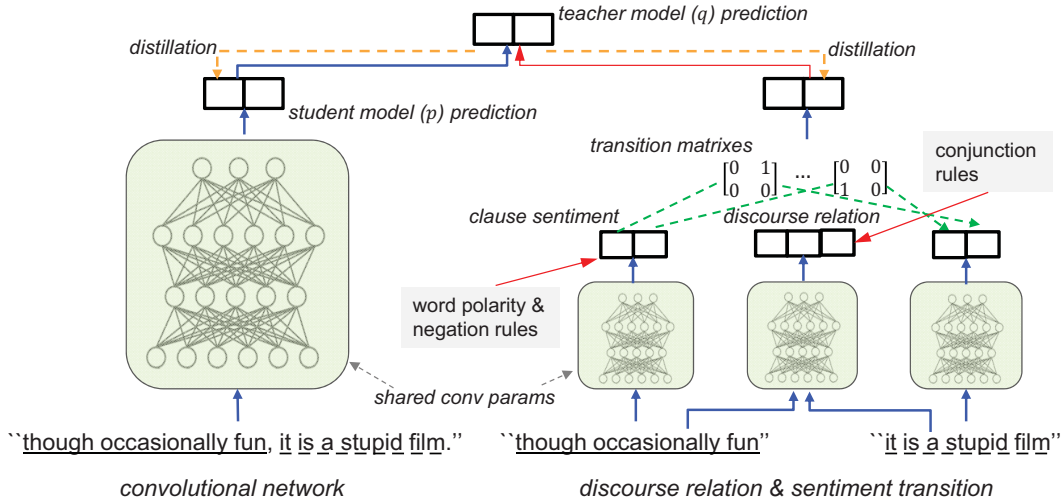 teacher model (q) prediction
distillation
distillation
student model (p) prediction
transition matrixes
conjunction
rules
[0 1
0 0]
...
[0 0
1 0]
clause sentiment
discourse relation
word polarity &
negation rules
shared conv params
``though occasionally fun, it is a stupid film.''
``though occasionally fun''
``it is a stupid film''
convolutional network
discourse relation & sentiment transition